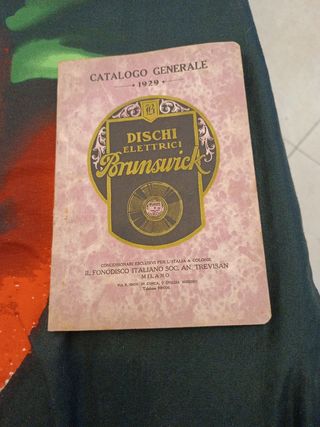 CATALOGO GENERALE
1929
B
DISCHI
ELETTRICI
Brunswick
CONCESSIONARI ESCLUSIVI PER L'ITALIA & COLONIE
IL FONODISCO ITALIANO SOC. AN. TREVISAN
MILANO